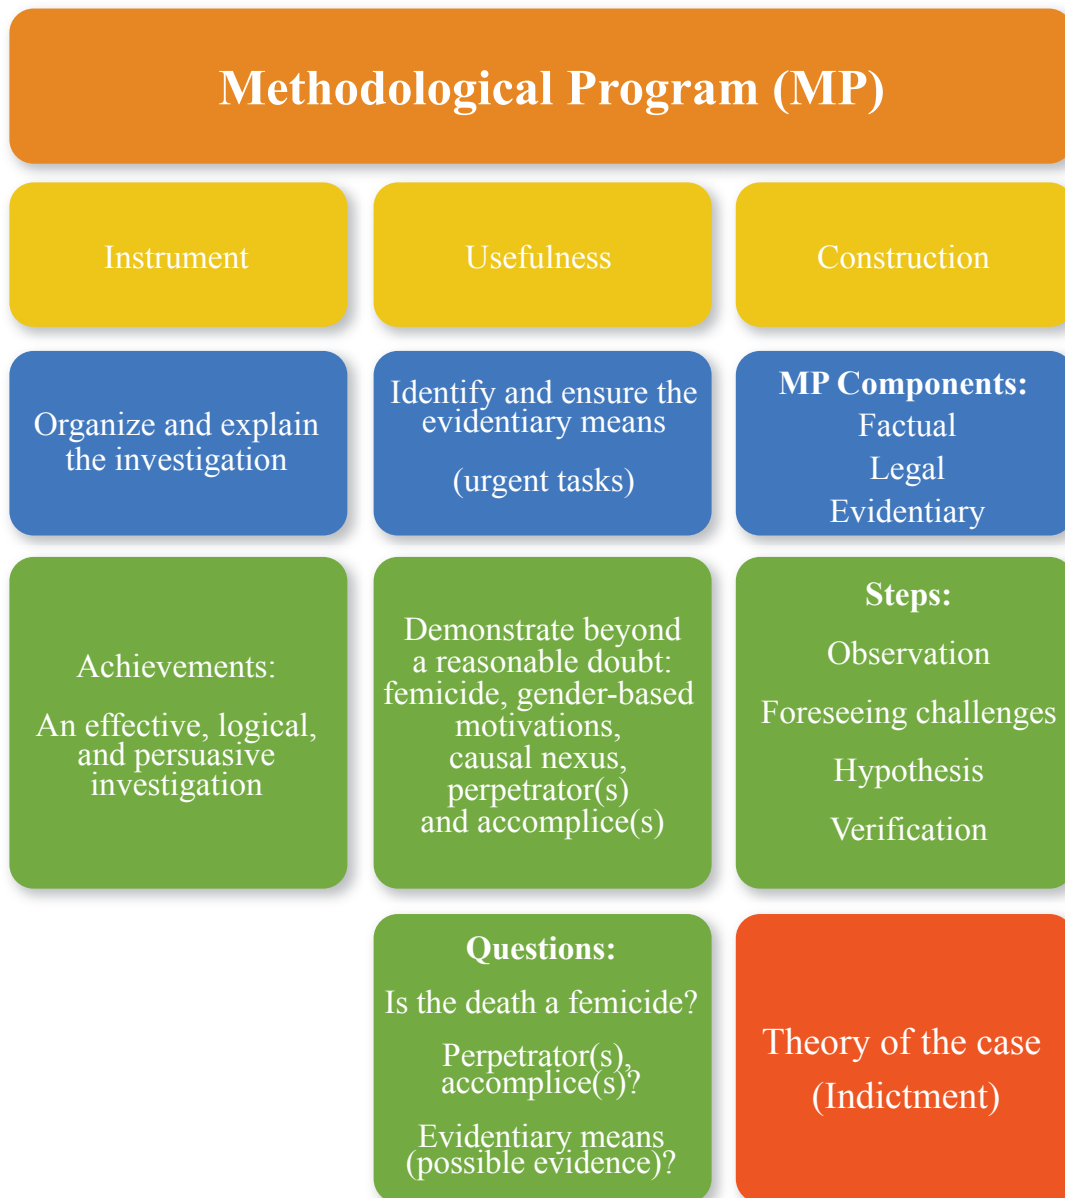 Methodological Program (MP)
Instrument
Usefulness
Construction
Organize and explain
the investigation
Identify and ensure the
evidentiary means
(urgent tasks)
MP Components:
Factual
Legal
Evidentiary
Achievements:
An effective, logical,
and persuasive
investigation
Demonstrate beyond
a reasonable doubt:
femicide, gender-based
motivations,
causal nexus,
perpetrator(s)
and accomplice(s)
Steps:
Observation
Foreseeing challenges
Hypothesis
Verification
Questions:
Is the death a femicide?
Perpetrator(s),
accomplice(s)?
Evidentiary means
(possible evidence)?
Theory of the case
(Indictment)